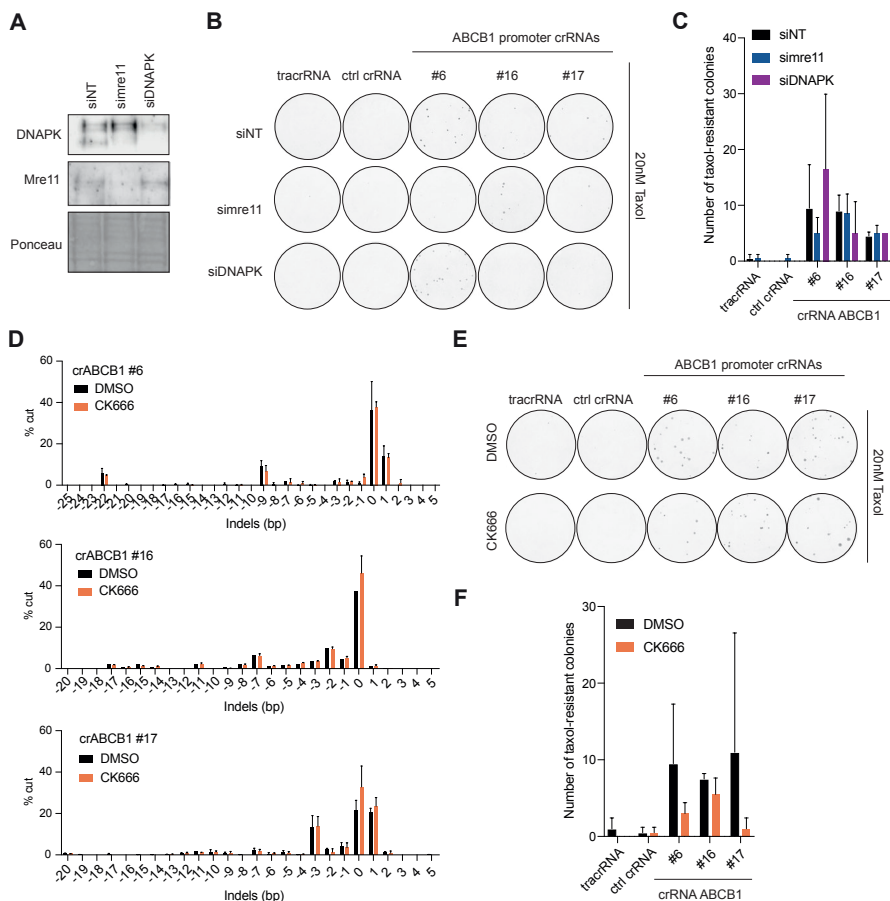 A
siNT
simre11
siDNAPK
DNAPK
Mre11
Ponceau
B
ABCB1 promoter crRNAs
tracrRNA ctrl crRNA #6 #16 #17
siNT
simre11
siDNAPK
20nM Taxol
C
siNT
simre11
siDNAPK
Number of taxol-resistant colonies
40
30
20
10
0
tracrRNA ctrl crRNA #6 #16 #17
crRNA ABCB1
D
crABCB1 #6
DMSO
CK666
% cut
60
40
20
0
-25 -24 -23 -22 -21 -20 -19 -18 -17 -16 -15 -14 -13 -12 -11 -10 -9 -8 -7 -6 -5 -4 -3 -2 -1 0 1 2 3 4 5
Indels (bp)
crABCB1 #16
DMSO
CK666
% cut
60
40
20
0
-20 -19 -18 -17 -16 -15 -14 -13 -12 -11 -10 -9 -8 -7 -6 -5 -4 -3 -2 -1 0 1 2 3 4 5
Indels (bp)
crABCB1 #17
DMSO
CK666
% cut
60
40
20
0
-20 -19 -18 -17 -16 -15 -14 -13 -12 -11 -10 -9 -8 -7 -6 -5 -4 -3 -2 -1 0 1 2 3 4 5
Indels (bp)
E
ABCB1 promoter crRNAs
tracrRNA ctrl crRNA #6 #16 #17
DMSO
CK666
20nM Taxol
F
DMSO
CK666
Number of taxol-resistant colonies
30
20
10
0
tracrRNA ctrl crRNA #6 #16 #17
crRNA ABCB1